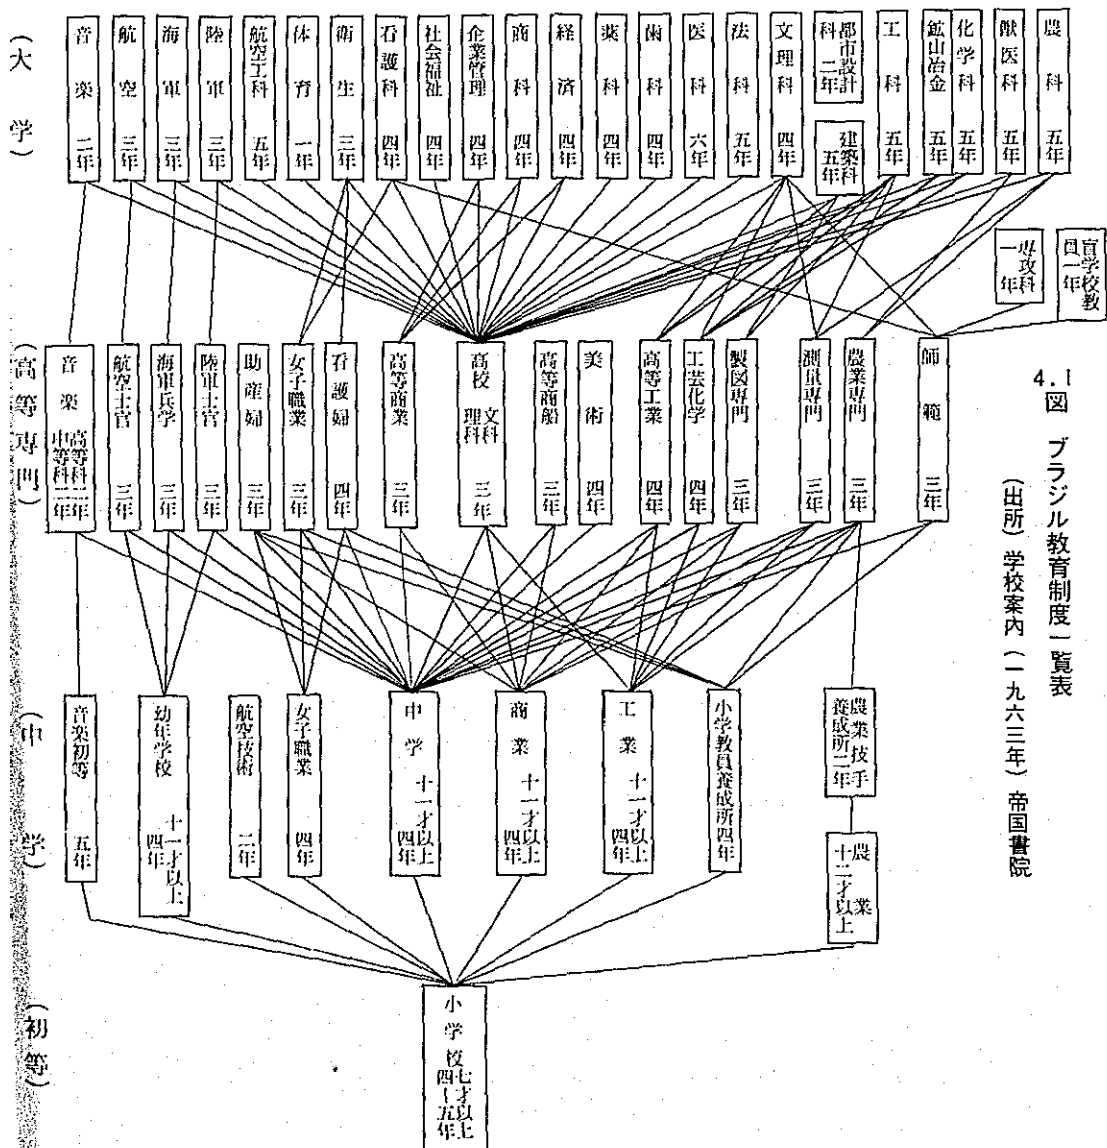 4.1図　ブラジル教育制度一覧表
（出所）学校案内（一九六三年）帝国書院
（大学）
農科　五年
獣医科　五年
化学科　五年
鉱山冶金　五年
工科　五年
都市設計科　二年
建築科　五年
文理科　四年
法科　五年
医科　六年
歯科　四年
薬科　四年
経済　四年
商科　四年
企業管理　四年
社会福祉　四年
看護科　四年
衛生　三年
体育　一年
航空工科　五年
陸軍　三年
海軍　三年
航空　三年
音楽　二年
盲学校教員一年
専攻科　一年
（高等専門）
師範　三年
農業専門　三年
測量専門　三年
製図専門　三年
工芸化学　四年
高等工業　四年
美術　四年
高等商船　三年
高校　文科　理科　三年
高等商業　三年
看護婦　四年
女子職業　三年
助産婦　三年
陸軍士官　三年
海軍兵学　三年
航空士官　三年
音楽　高等科二年　中等科二年
（中学）
農業技手養成所二年
農業　十二才以上
小学教員養成所四年
工業　十一才以上　四年
商業　十一才以上　四年
中学　十一才以上　四年
女子職業　四年
航空技術　二年
幼年学校　十一才以上　四年
音楽初等　五年
（初等）
小学校　七才以上　四ー五年